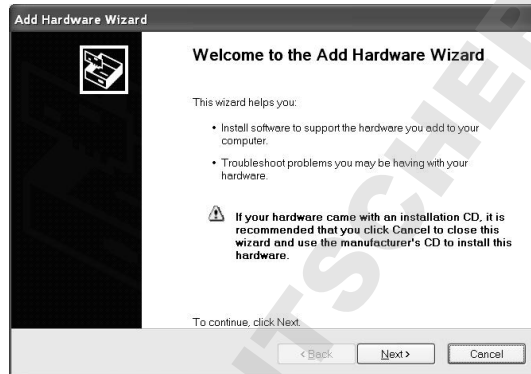 Add Hardware Wizard
Welcome to the Add Hardware Wizard
This wizard helps you:
• Install software to support the hardware you add to your
computer.
• Troubleshoot problems you may be having with your
hardware.
If your hardware came with an installation CD, it is
recommended that you click Cancel to close this
wizard and use the manufacturer's CD to install this
hardware.
To continue, click Next.
< Back
Next >
Cancel